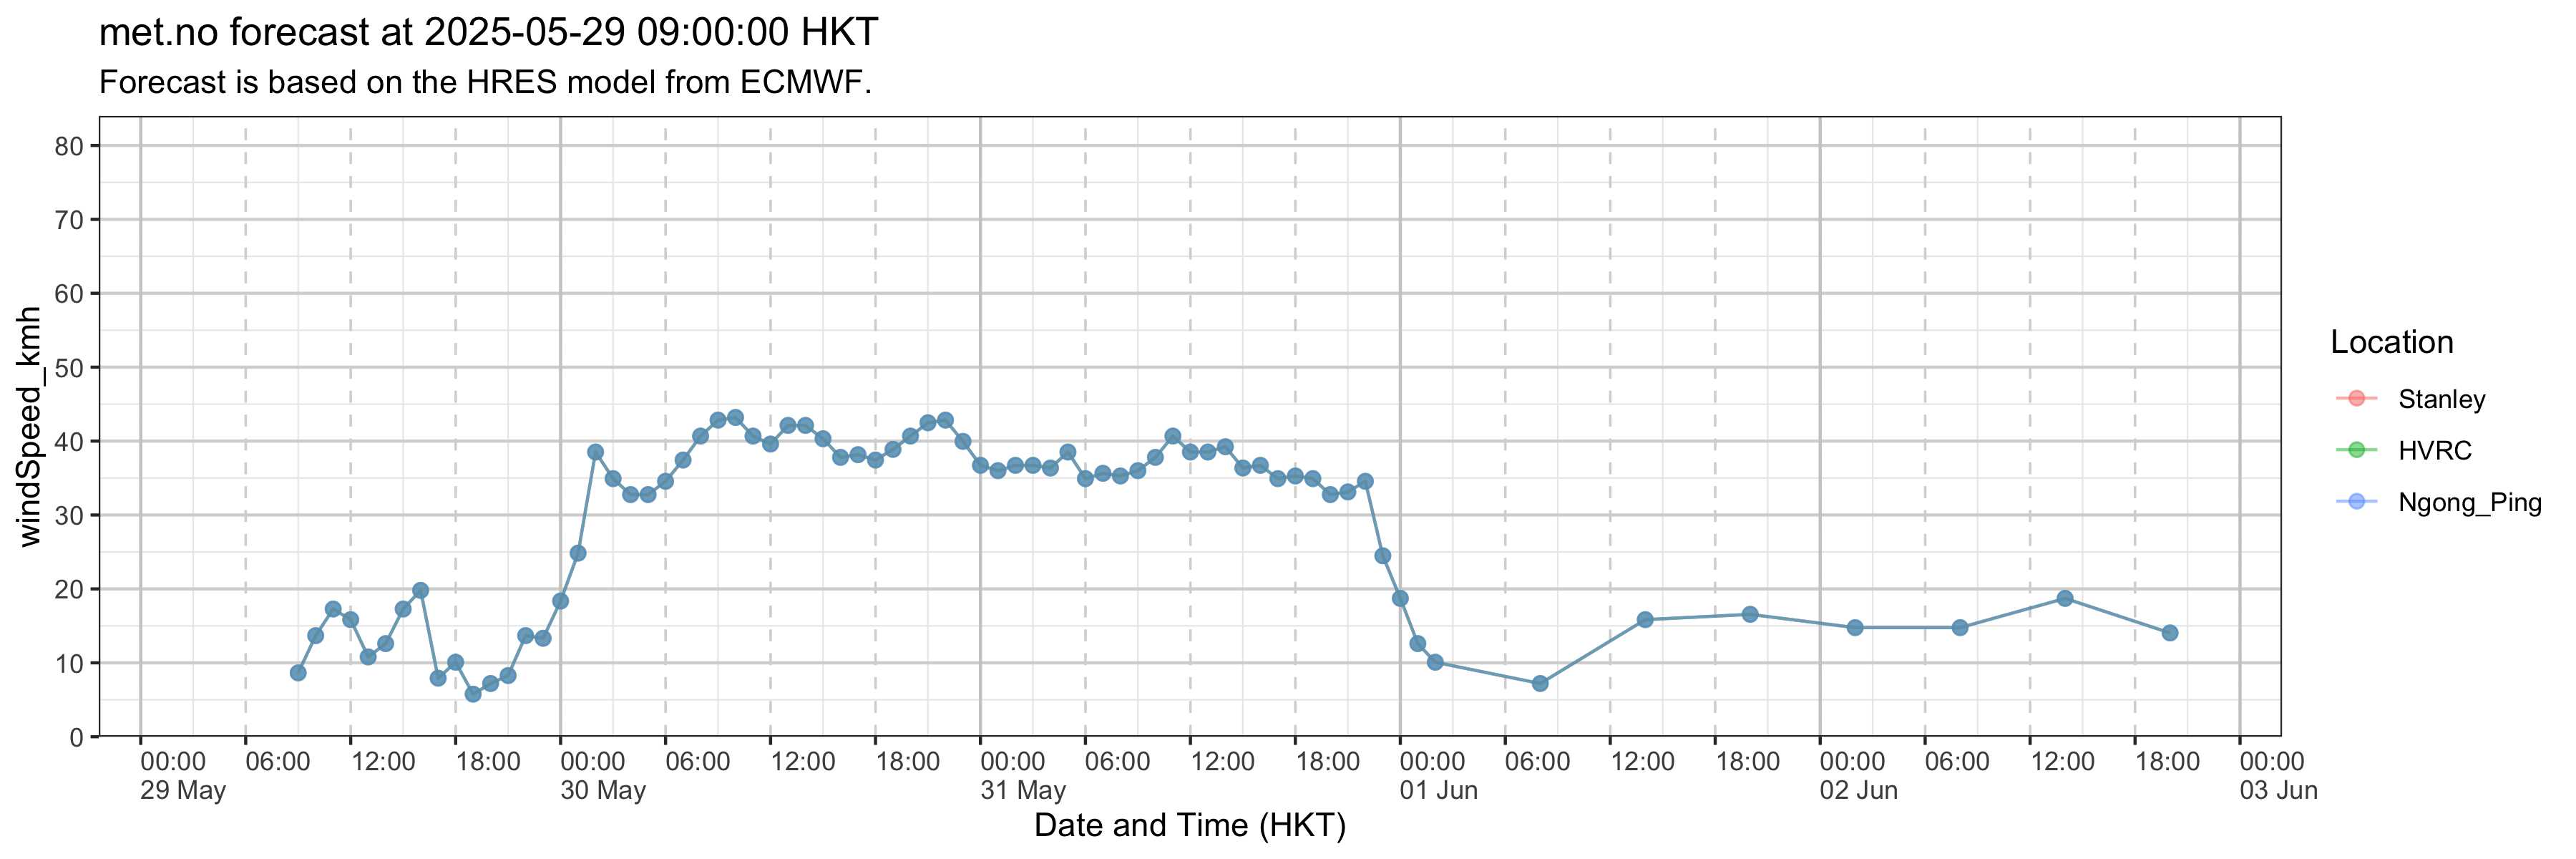 met.no forecast at 2025-05-29 09:00:00 HKT
Forecast is based on the HRES model from ECMWF.
windSpeed_kmh
80
70
60
50
40
30
20
10
0
00:00 06:00 12:00 18:00 00:00 06:00 12:00 18:00 00:00 06:00 12:00 18:00 00:00 06:00 12:00 18:00 00:00 06:00 12:00 18:00 00:00
29 May 30 May 31 May 01 Jun 02 Jun 03 Jun
Date and Time (HKT)
Location
Stanley
HVRC
Ngong_Ping